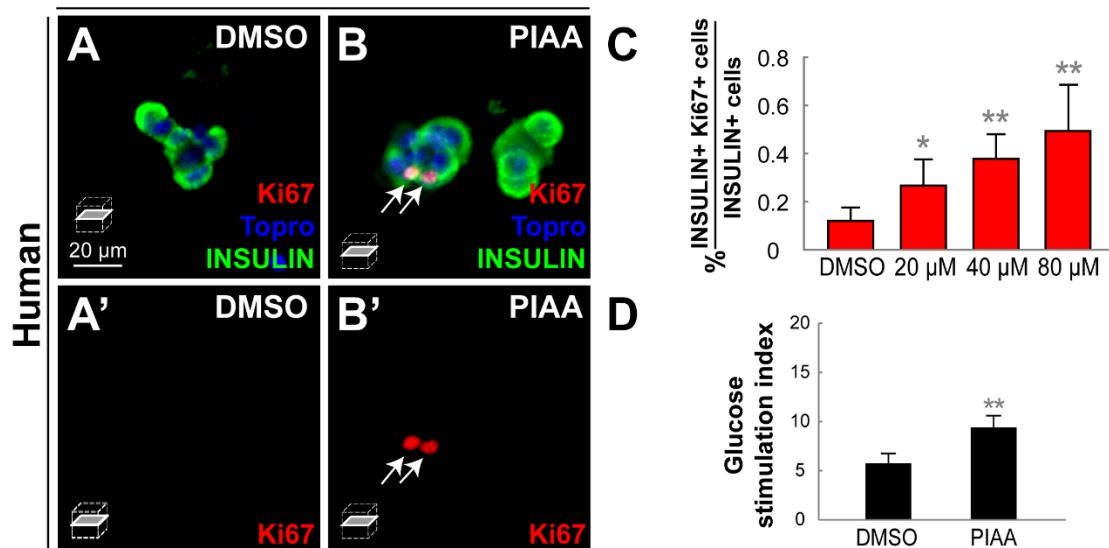 Human
A
DMSO
Ki67
Topro
20 µm
INSULIN
B
PIAA
Ki67
Topro
INSULIN
A'
DMSO
Ki67
B'
PIAA
Ki67
C
% INSULIN+ Ki67+ cells
INSULIN+ cells
0.8
0.6
0.4
0.2
0
*
**
**
DMSO 20 µM 40 µM 80 µM
D
Glucose
stimulation index
20
15
10
5
0
**
DMSO PIAA